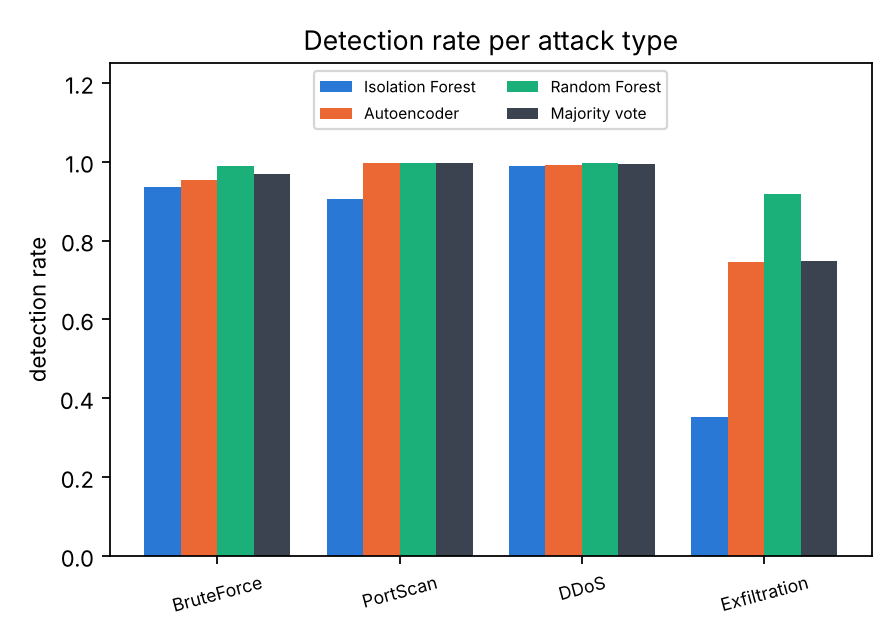 Detection rate per attack type
Isolation Forest
Autoencoder
Random Forest
Majority vote
detection rate
1.2
1.0
0.8
0.6
0.4
0.2
0.0
BruteForce
PortScan
DDoS
Exfiltration